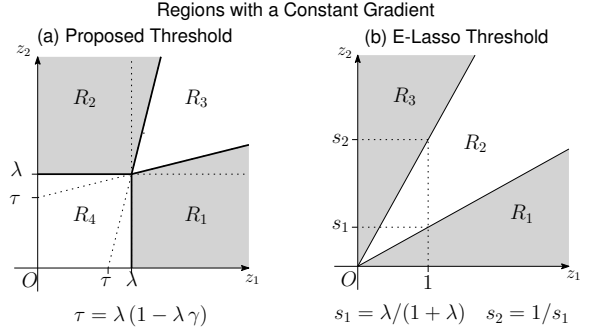 Regions with a Constant Gradient
(a) Proposed Threshold
z₂
R₂
R₃
λ
τ
R₄
R₁
O
τ
λ
z₁
τ = λ (1 − λ γ)
(b) E-Lasso Threshold
z₂
R₃
s₂
R₂
s₁
R₁
O
1
z₁
s₁ = λ/(1 + λ) s₂ = 1/s₁